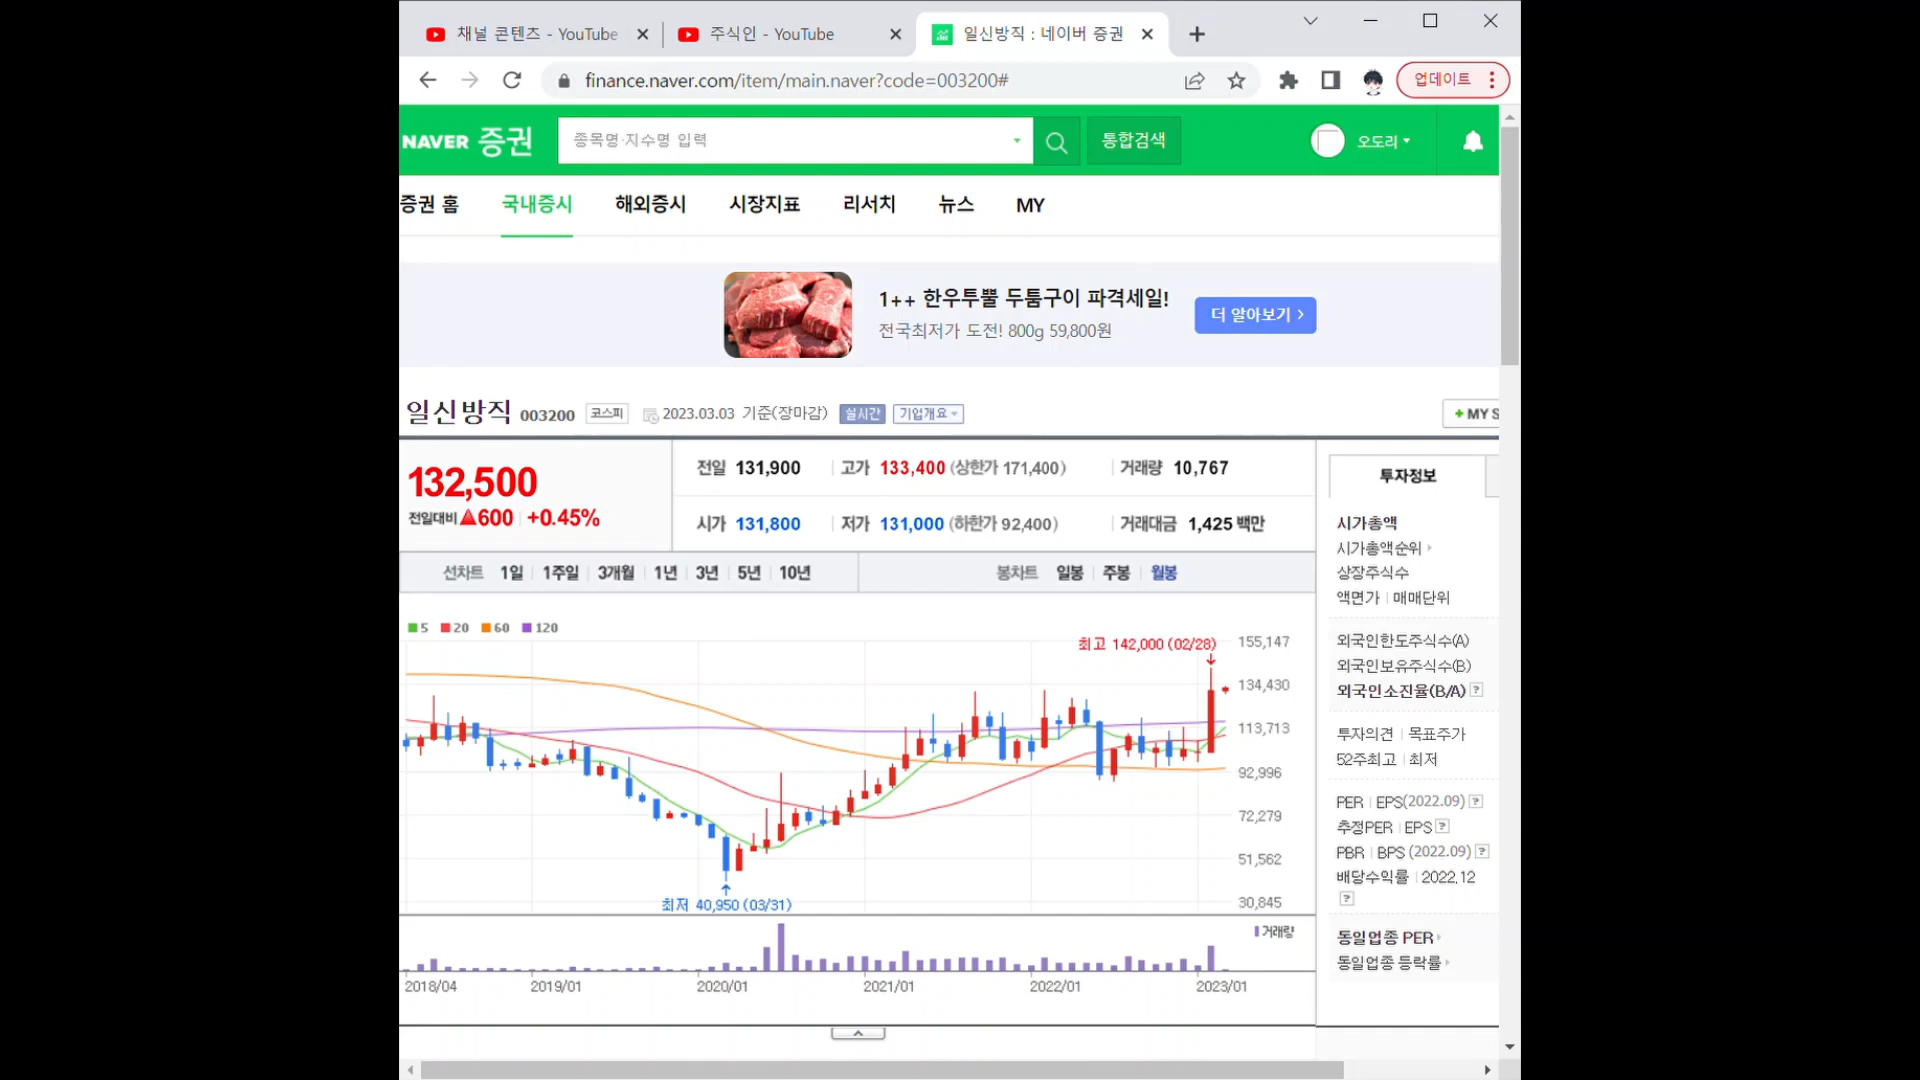 채널 콘텐츠 - YouTube
주식인 - YouTube
일신방직 : 네이버 증권
finance.naver.com/item/main.naver?code=003200#
업데이트
NAVER 증권
종목명·지수명 입력
통합검색
오도리
증권 홈 국내증시 해외증시 시장지표 리서치 뉴스 MY
1++ 한우투뿔 두툼구이 파격세일!
전국최저가 도전! 800g 59,800원
더 알아보기
일신방직 003200 코스피 2023.03.03 기준(장마감) 실시간 기업개요
+ MY S
132,500
전일대비 ▲600 +0.45%
전일 131,900 고가 133,400 (상한가 171,400) 거래량 10,767
시가 131,800 저가 131,000 (하한가 92,400) 거래대금 1,425 백만
선차트 1일 1주일 3개월 1년 3년 5년 10년
봉차트 일봉 주봉 월봉
5 20 60 120
최고 142,000 (02/28)
155,147
134,430
113,713
92,996
72,279
51,562
30,845
최저 40,950 (03/31)
거래량
2018/04 2019/01 2020/01 2021/01 2022/01 2023/01
투자정보
시가총액
시가총액순위
상장주식수
액면가 매매단위
외국인한도주식수(A)
외국인보유주식수(B)
외국인소진율(B/A) ?
투자의견 목표주가
52주최고 최저
PER EPS(2022.09) ?
추정PER EPS ?
PBR BPS (2022.09) ?
배당수익률 2022.12
?
동일업종 PER
동일업종 등락률